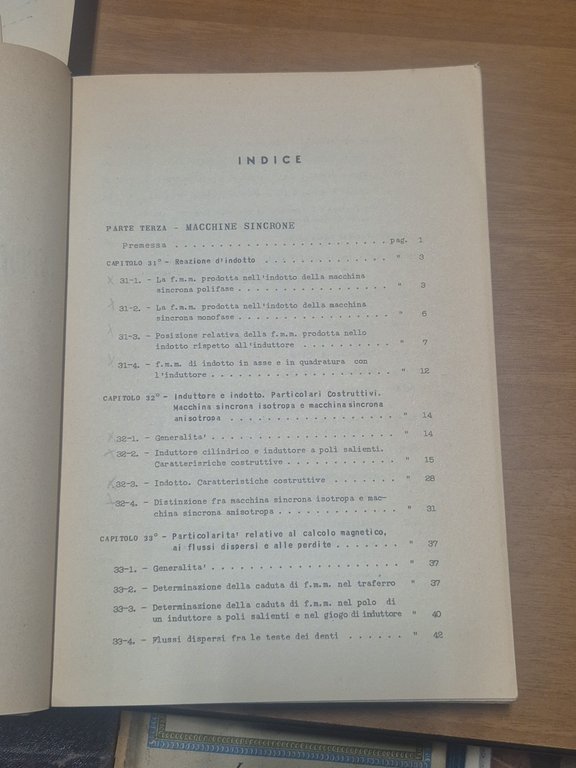 INDICE
PARTE TERZA - MACCHINE SINCRONE
Premessa . . . . . . . . . . . . . . . . . . . . . . . . . pag. 1
CAPITOLO 31° - Reazione d'indotto . . . . . . . . . . . . . " 3
31-1. - La f.m.m. prodotta nell'indotto della macchina
sincrona polifase . . . . . . . . . . . . . . . . . . " 3
31-2. - La f.m.m. prodotta nell'indotto della macchina
sincrona monofase . . . . . . . . . . . . . . . . . . " 6
31-3. - Posizione relativa della f.m.m. prodotta nello
indotto rispetto all'induttore . . . . . . . . . . . " 7
31-4. - f.m.m. di indotto in asse e in quadratura con
l'induttore . . . . . . . . . . . . . . . . . . . . . " 12
CAPITOLO 32° - Induttore e indotto. Particolari Costruttivi.
Macchina sincrona isotropa e macchina sincrona
anisotropa . . . . . . . . . . . . . . . . . . . " 14
32-1. - Generalita' . . . . . . . . . . . . . . . . . . . . . " 14
32-2. - Induttore cilindrico e induttore a poli salienti.
Caratterisriche costruttive . . . . . . . . . . . . . " 15
32-3. - Indotto. Caratteristiche costruttive . . . . . . . . " 28
32-4. - Distinzione fra macchina sincrona isotropa e mac-
china sincrona anisotropa . . . . . . . . . . . . . . " 31
CAPITOLO 33° - Particolarita' relative al calcolo magnetico,
ai flussi dispersi e alle perdite . . . . . . . " 37
33-1. - Generalita' . . . . . . . . . . . . . . . . . . . . . " 37
33-2. - Determinazione della caduta di f.m.m. nel traferro " 37
33-3. - Determinazione della caduta di f.m.m. nel polo di
un induttore a poli salienti e nel giogo di induttore " 40
33-4. - Flussi dispersi fra le teste dei denti . . . . . . " 42